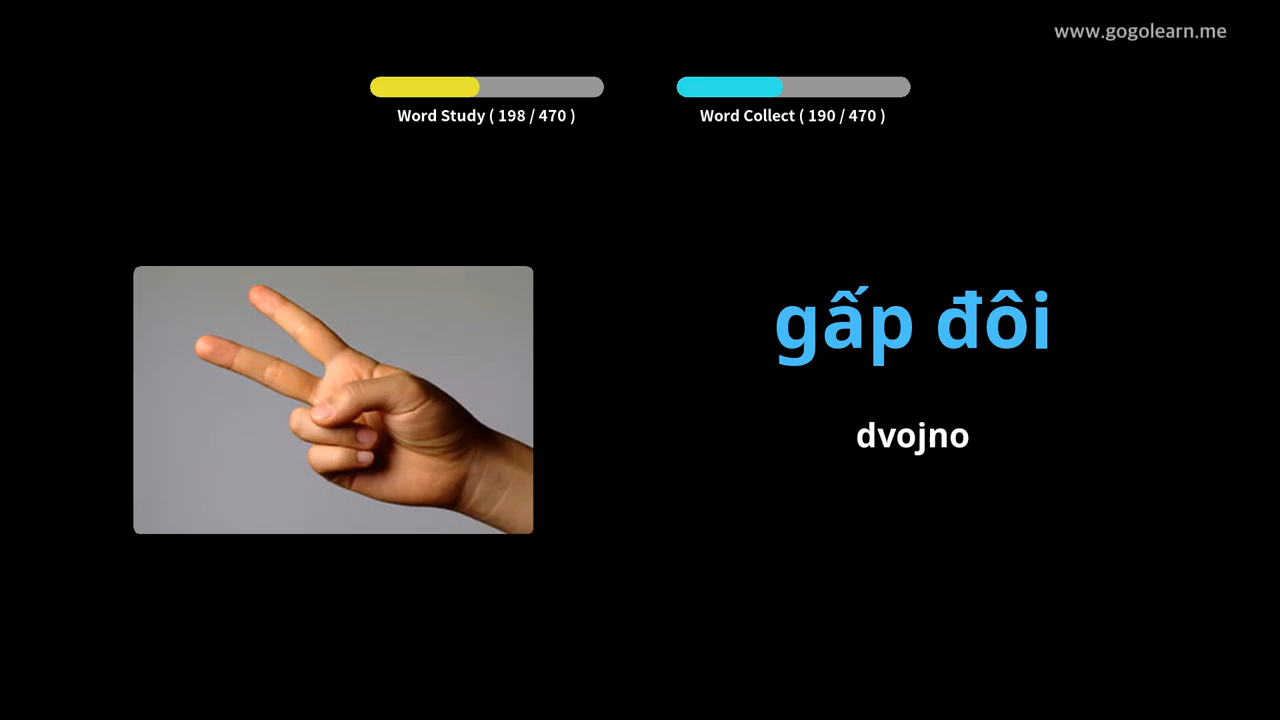 www.gogolearn.me
Word Study ( 198 / 470 )
Word Collect ( 190 / 470 )
gấp đôi
dvojno